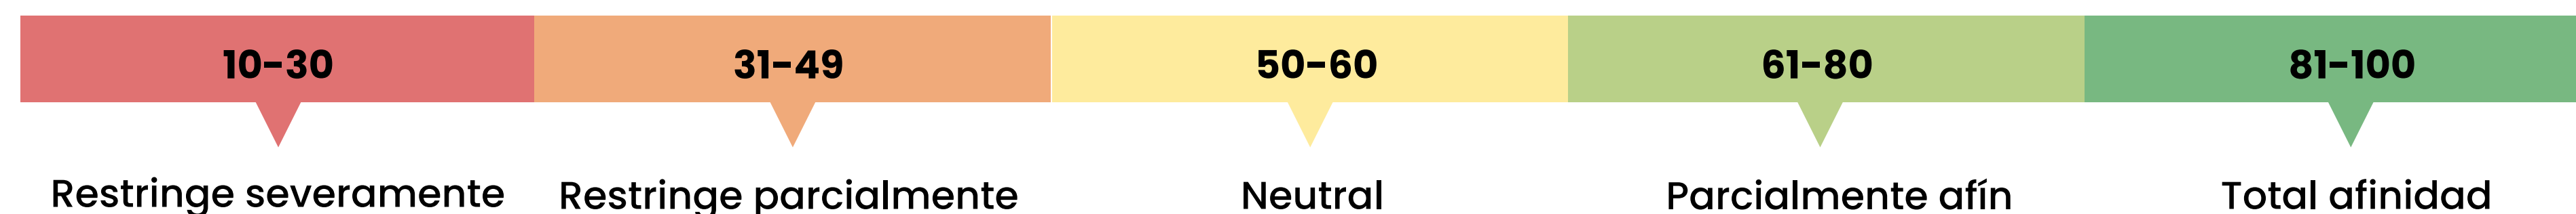 10-30 31-49 50-60 61-80 81-100
Restringe severamente Restringe parcialmente Neutral Parcialmente afín Total afinidad